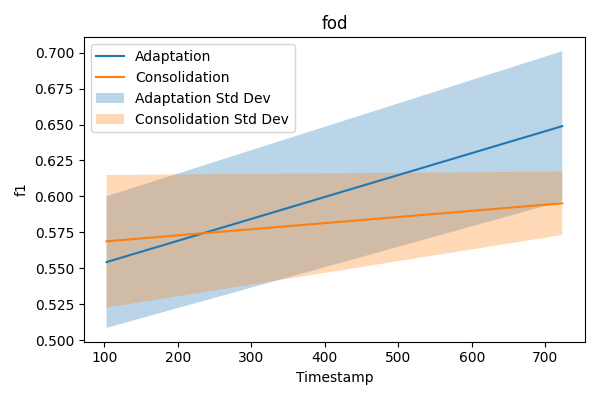 fod
Adaptation
Consolidation
Adaptation Std Dev
Consolidation Std Dev
0.700
0.675
0.650
0.625
0.600
0.575
0.550
0.525
0.500
f1
100 200 300 400 500 600 700
Timestamp